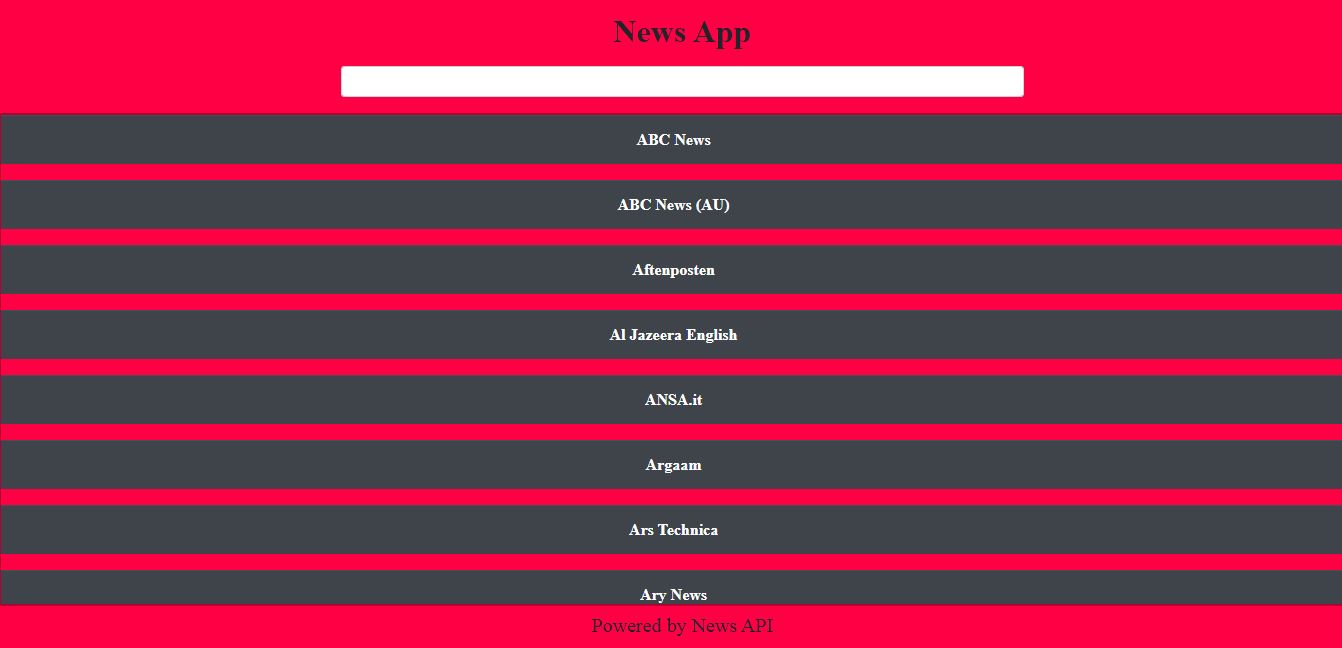 News App
ABC News
ABC News (AU)
Aftenposten
Al Jazeera English
ANSA.it
Argaam
Ars Technica
Ary News
Powered by News API